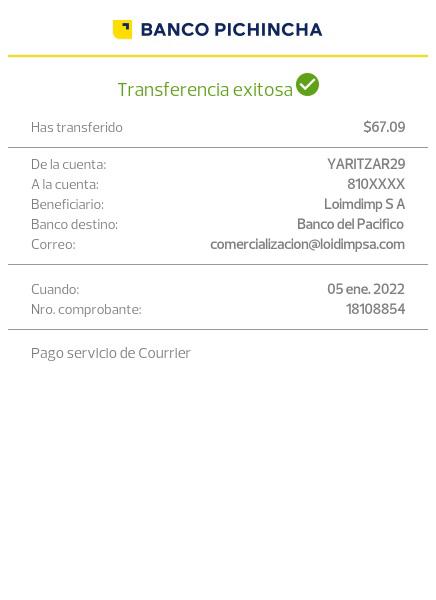 BANCO PICHINCHA
Transferencia exitosa
Has transferido $67.09
De la cuenta: YARITZAR29
A la cuenta: 810XXXX
Beneficiario: Loimdimp S A
Banco destino: Banco del Pacifico
Correo: comercializacion@loidimpsa.com
Cuando: 05 ene. 2022
Nro. comprobante: 18108854
Pago servicio de Courrier